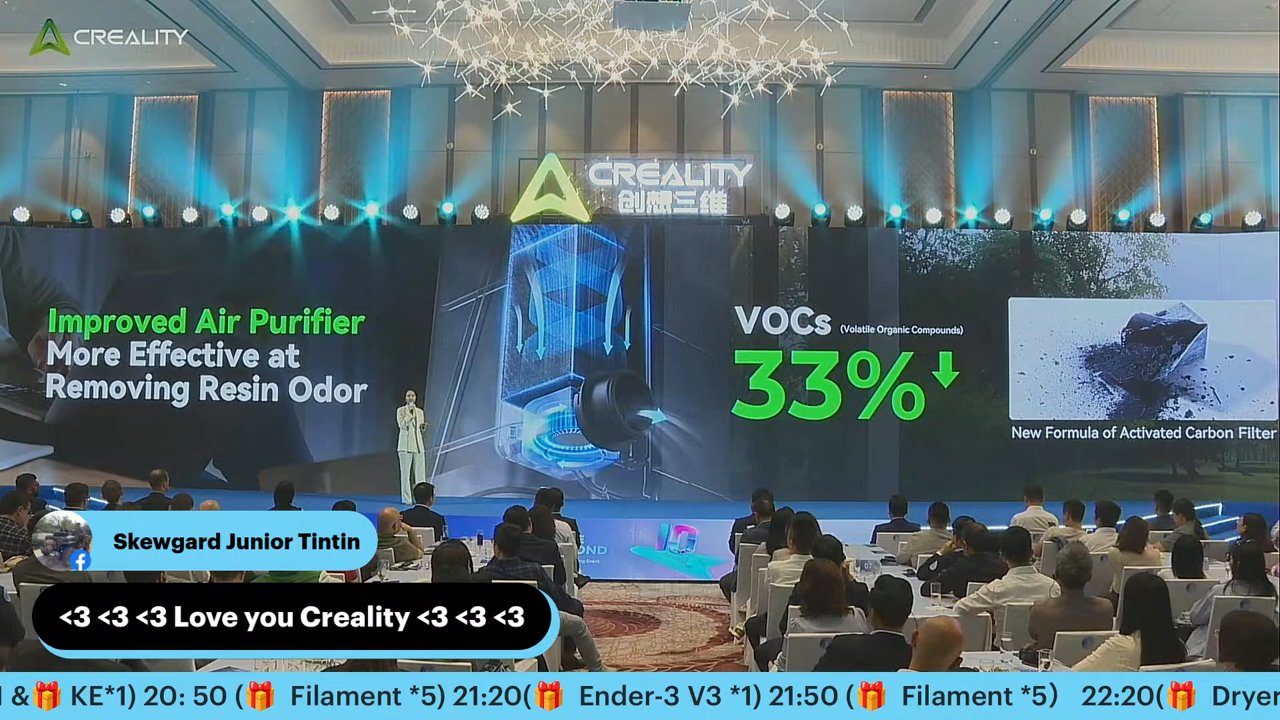 CREALITY
CREALITY
创想三维
Improved Air Purifier
More Effective at
Removing Resin Odor
VOCs (Volatile Organic Compounds)
33%
New Formula of Activated Carbon Filter
10
Skewgard Junior Tintin
<3 <3 <3 Love you Creality <3 <3 <3
&🎁 KE*1) 20: 50 (🎁 Filament *5) 21:20(🎁 Ender-3 V3 *1) 21:50 (🎁 Filament *5) 22:20(🎁 Dryer